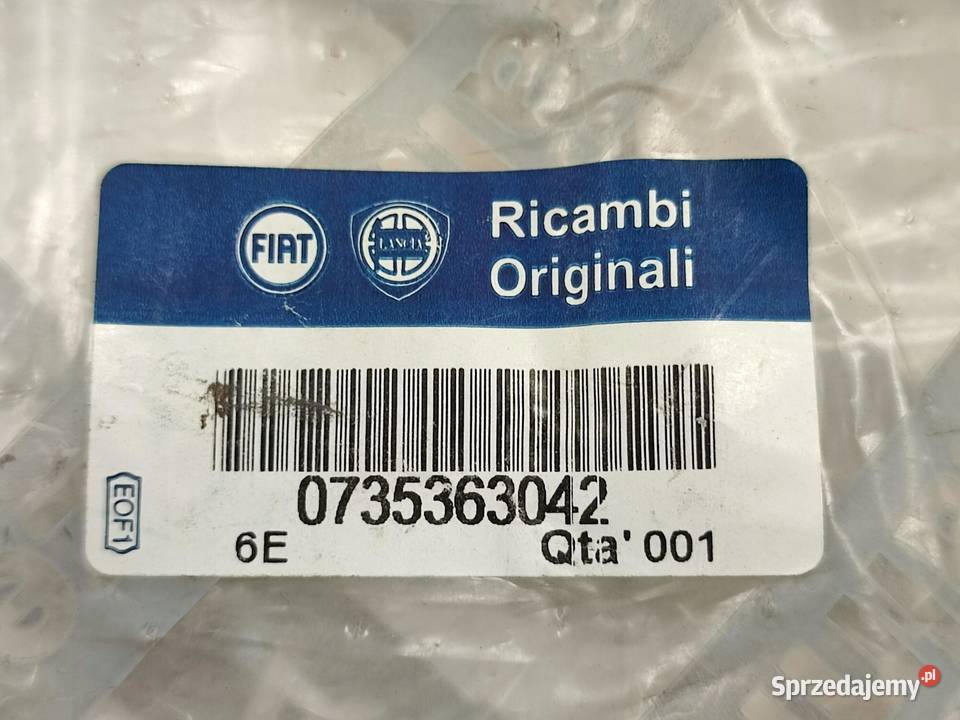 FIAT
LANCIA
Ricambi
Originali
0735363042
EOF1
6E
Qta' 001
Sprzedajemy.pl